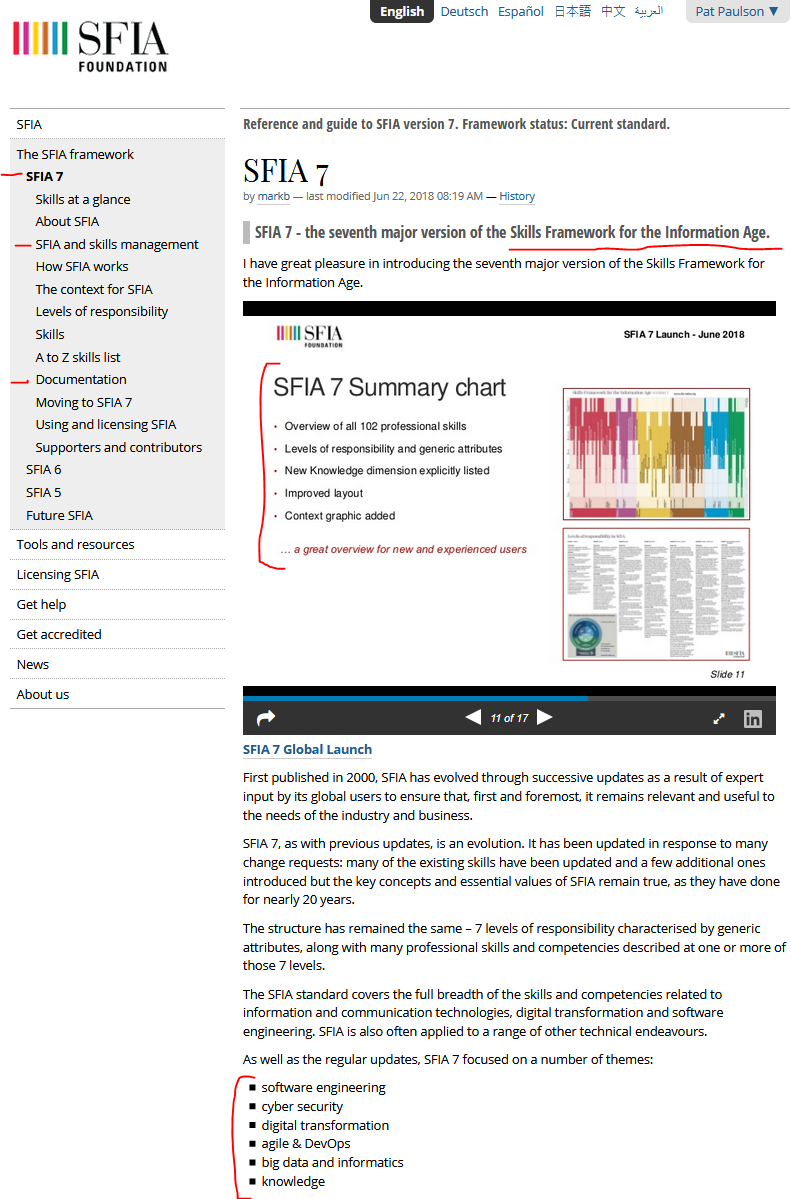 English Deutsch Español 日本語 中文 العربية Pat Paulson ▼
SFIA
FOUNDATION
SFIA
The SFIA framework
SFIA 7
Skills at a glance
About SFIA
SFIA and skills management
How SFIA works
The context for SFIA
Levels of responsibility
Skills
A to Z skills list
Documentation
Moving to SFIA 7
Using and licensing SFIA
Supporters and contributors
SFIA 6
SFIA 5
Future SFIA
Tools and resources
Licensing SFIA
Get help
Get accredited
News
About us
Reference and guide to SFIA version 7. Framework status: Current standard.
SFIA 7
by markb — last modified Jun 22, 2018 08:19 AM — History
SFIA 7 - the seventh major version of the Skills Framework for the Information Age.
I have great pleasure in introducing the seventh major version of the Skills Framework for
the Information Age.
SFIA
FOUNDATION
SFIA 7 Launch - June 2018
SFIA 7 Summary chart
• Overview of all 102 professional skills
• Levels of responsibility and generic attributes
• New Knowledge dimension explicitly listed
• Improved layout
• Context graphic added
… a great overview for new and experienced users
Skills Framework for the Information Age
Levels of responsibility in SFIA
SFIA
Slide 11
11 of 17
in
SFIA 7 Global Launch
First published in 2000, SFIA has evolved through successive updates as a result of expert
input by its global users to ensure that, first and foremost, it remains relevant and useful to
the needs of the industry and business.
SFIA 7, as with previous updates, is an evolution. It has been updated in response to many
change requests: many of the existing skills have been updated and a few additional ones
introduced but the key concepts and essential values of SFIA remain true, as they have done
for nearly 20 years.
The structure has remained the same – 7 levels of responsibility characterised by generic
attributes, along with many professional skills and competencies described at one or more of
those 7 levels.
The SFIA standard covers the full breadth of the skills and competencies related to
information and communication technologies, digital transformation and software
engineering. SFIA is also often applied to a range of other technical endeavours.
As well as the regular updates, SFIA 7 focused on a number of themes:
■ software engineering
■ cyber security
■ digital transformation
■ agile & DevOps
■ big data and informatics
■ knowledge